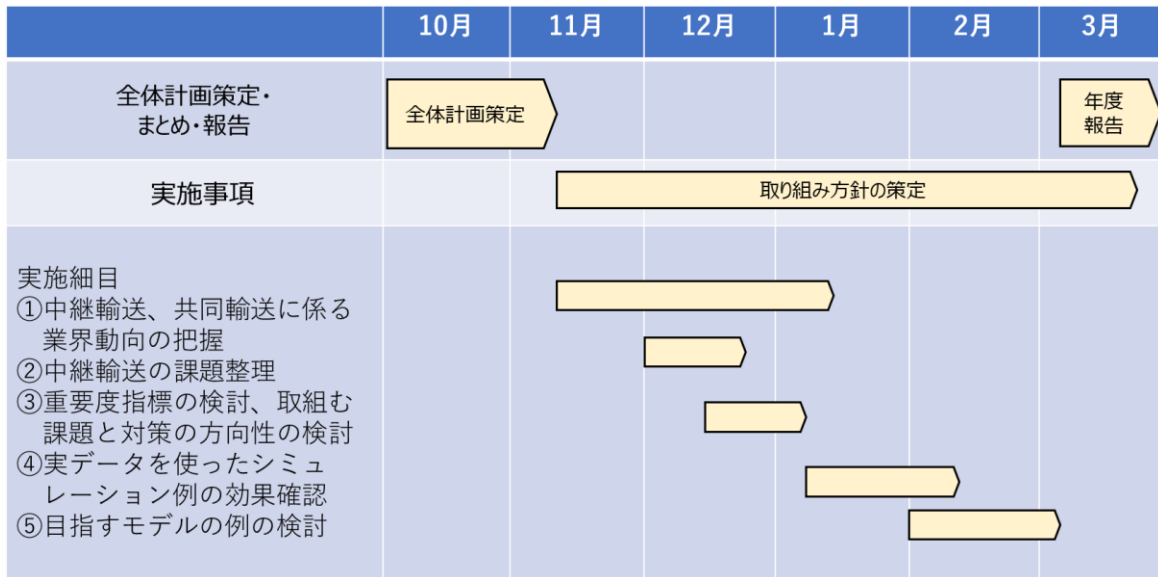 10月 11月 12月 1月 2月 3月
全体計画策定・
まとめ・報告
全体計画策定
年度
報告
実施事項
取り組み方針の策定
実施細目
①中継輸送、共同輸送に係る
業界動向の把握
②中継輸送の課題整理
③重要度指標の検討、取組む
課題と対策の方向性の検討
④実データを使ったシミュ
レーション例の効果確認
⑤目指すモデルの例の検討